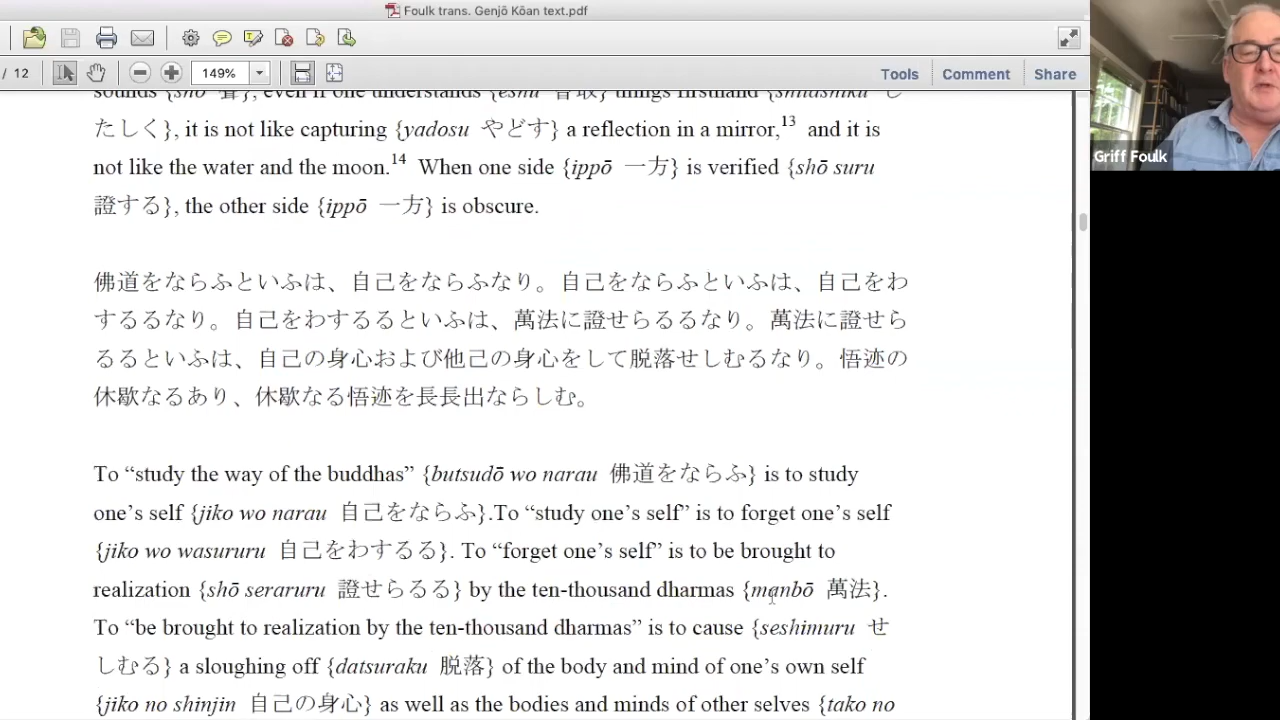 Foulk trans. Genjō Kōan text.pdf
/ 12
149%
Tools
Comment
Share
Griff Foulk
sounds {shō 聲}, even if one understands {eshu 會取} things firsthand {shitashiku し
たしく}, it is not like capturing {yadosu やどす} a reflection in a mirror,13 and it is
not like the water and the moon.14 When one side {ippō 一方} is verified {shō suru
證する}, the other side {ippō 一方} is obscure.
佛道をならふといふは、自己をならふなり。自己をならふといふは、自己をわ
するるなり。自己をわするるといふは、萬法に證せらるるなり。萬法に證せら
るるといふは、自己の身心および他己の身心をして脱落せしむるなり。悟迹の
休歇なるあり、休歇なる悟迹を長長出ならしむ。
To “study the way of the buddhas” {butsudō wo narau 佛道をならふ} is to study
one’s self {jiko wo narau 自己をならふ}.To “study one’s self” is to forget one’s self
{jiko wo wasururu 自己をわするる}. To “forget one’s self” is to be brought to
realization {shō seraruru 證せらるる} by the ten-thousand dharmas {manbō 萬法}.
To “be brought to realization by the ten-thousand dharmas” is to cause {seshimuru せ
しむる} a sloughing off {datsuraku 脱落} of the body and mind of one’s own self
{jiko no shinjin 自己の身心} as well as the bodies and minds of other selves {tako no